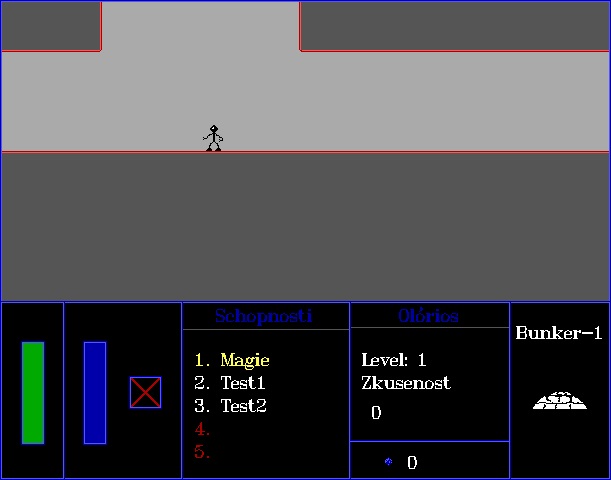 Schopnosti
1. Magie
2. Test1
3. Test2
4.
5.
Olórios
Level: 1
Zkusenost
0
0
Bunker-1